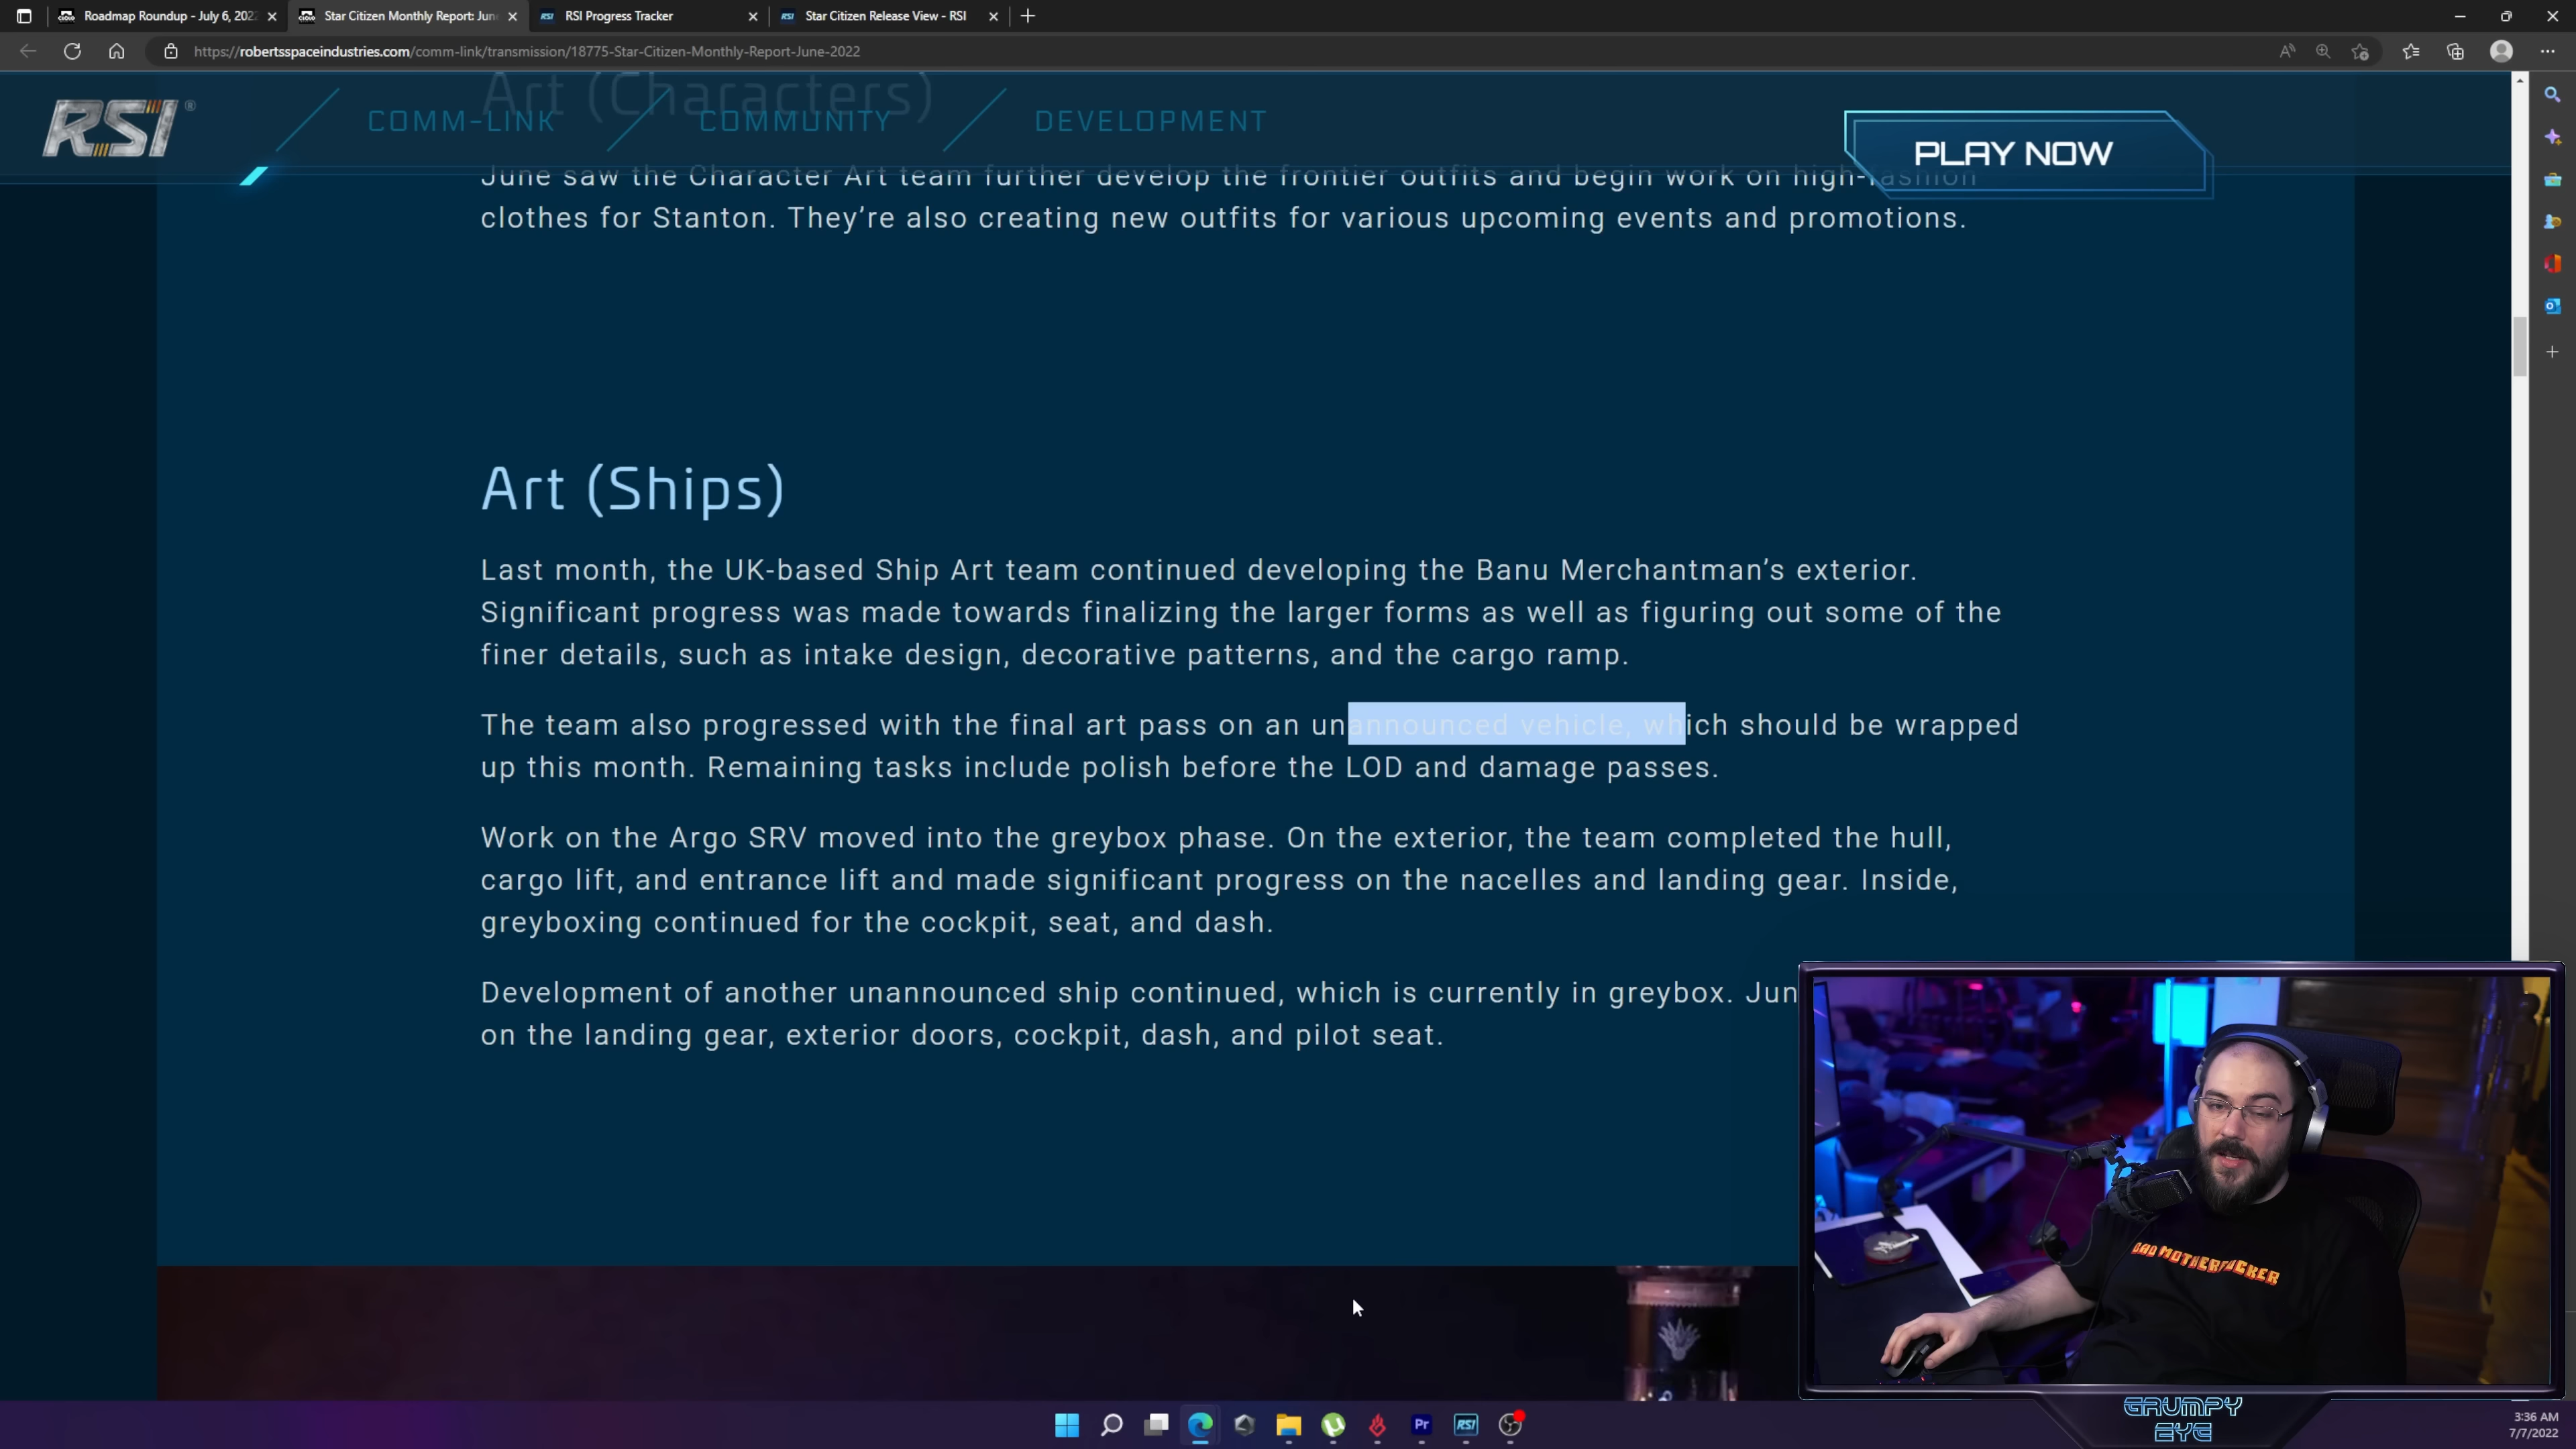 Roadmap Roundup - July 6, 2022
Star Citizen Monthly Report: June
RSI Progress Tracker
Star Citizen Release View - RSI
https://robertsspaceindustries.com/comm-link/transmission/18775-Star-Citizen-Monthly-Report-June-2022
Art (Characters)
RSI ®
COMM-LINK
COMMUNITY
DEVELOPMENT
PLAY NOW
June saw the Character Art team further develop the frontier outfits and begin work on high-fashion
clothes for Stanton. They’re also creating new outfits for various upcoming events and promotions.
Art (Ships)
Last month, the UK-based Ship Art team continued developing the Banu Merchantman’s exterior.
Significant progress was made towards finalizing the larger forms as well as figuring out some of the
finer details, such as intake design, decorative patterns, and the cargo ramp.
The team also progressed with the final art pass on an unannounced vehicle, which should be wrapped
up this month. Remaining tasks include polish before the LOD and damage passes.
Work on the Argo SRV moved into the greybox phase. On the exterior, the team completed the hull,
cargo lift, and entrance lift and made significant progress on the nacelles and landing gear. Inside,
greyboxing continued for the cockpit, seat, and dash.
Development of another unannounced ship continued, which is currently in greybox. Jun
on the landing gear, exterior doors, cockpit, dash, and pilot seat.
BAD MOTHERFUCKER
GRUMPY
EYE
Pr
RSI
3:36 AM
7/7/2022